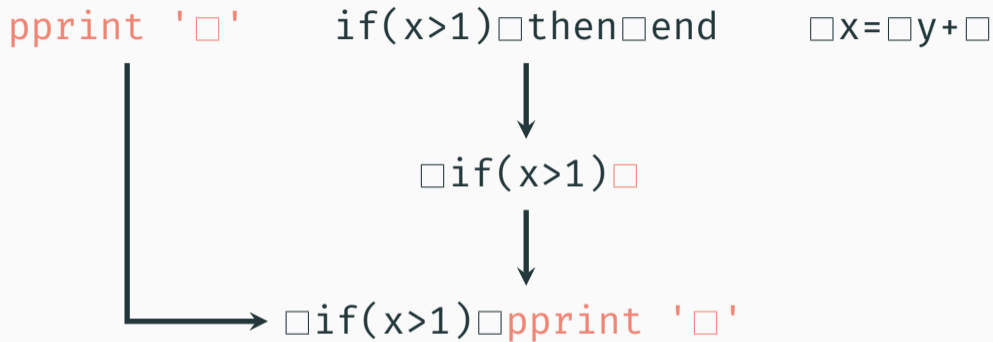 pprint '□' if(x>1)□then□end □x=□y+□
□if(x>1)□
□if(x>1)□pprint '□'